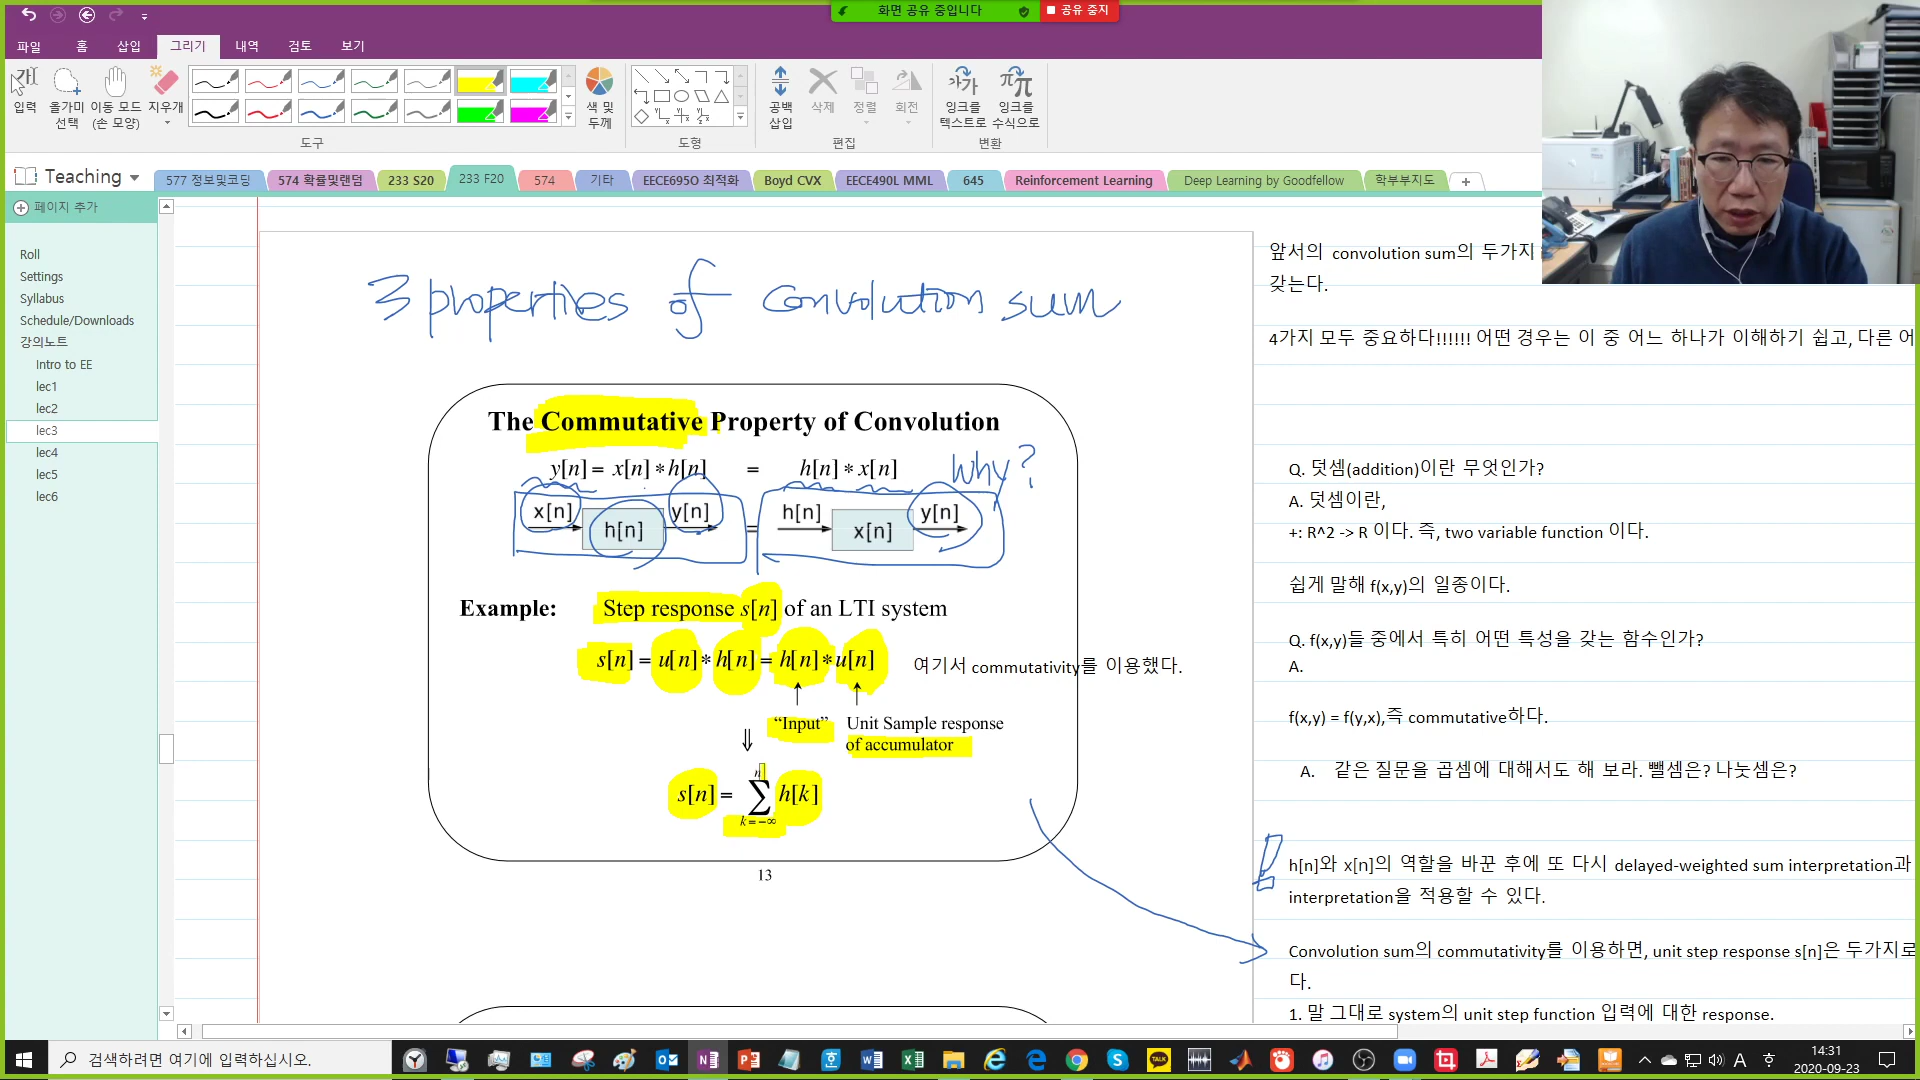 화면 공유 중입니다
공유 중지
파일 홈 삽입 그리기 내역 검토 보기
입력
올가미 선택
이동 모드 (손 모양)
지우개
색 및 두께
공백 삽입
삭제
정렬
회전
잉크를 텍스트로
잉크를 수식으로
도구
도형
편집
변환
Teaching
577 정보및코딩
574 확률및랜덤
233 S20
233 F20
574
기타
EECE695O 최적화
Boyd CVX
EECE490L MML
645
Reinforcement Learning
Deep Learning by Goodfellow
학부부지도
페이지 추가
Roll
Settings
Syllabus
Schedule/Downloads
강의노트
Intro to EE
lec1
lec2
lec3
lec4
lec5
lec6
3 properties of convolution sum
The Commutative Property of Convolution
y[n] = x[n] * h[n] = h[n] * x[n]
Why?
x[n] h[n] y[n] = h[n] x[n] y[n]
Example: Step response s[n] of an LTI system
s[n] = u[n] * h[n] = h[n] * u[n]
여기서 commutativity를 이용했다.
↑ ↑
“Input” Unit Sample response
of accumulator
⇓
s[n] = ∑ h[k]
n
k=−∞
13
앞서의 convolution sum의 두가지
갖는다.
4가지 모두 중요하다!!!!!! 어떤 경우는 이 중 어느 하나가 이해하기 쉽고, 다른 어
Q. 덧셈(addition)이란 무엇인가?
A. 덧셈이란,
+: R^2 -> R 이다. 즉, two variable function 이다.
쉽게 말해 f(x,y)의 일종이다.
Q. f(x,y)들 중에서 특히 어떤 특성을 갖는 함수인가?
A.
f(x,y) = f(y,x),즉 commutative하다.
A. 같은 질문을 곱셈에 대해서도 해 보라. 뺄셈은? 나눗셈은?
h[n]와 x[n]의 역할을 바꾼 후에 또 다시 delayed-weighted sum interpretation과
interpretation을 적용할 수 있다.
Convolution sum의 commutativity를 이용하면, unit step response s[n]은 두가지로
다.
1. 말 그대로 system의 unit step function 입력에 대한 response.
검색하려면 여기에 입력하십시오.
A
14:31
2020-09-23